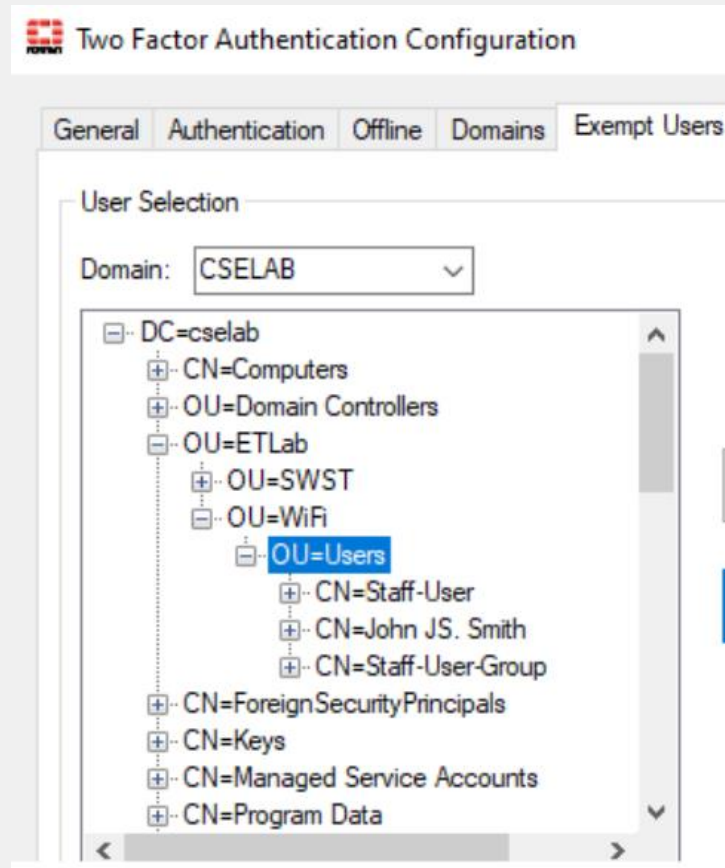 Two Factor Authentication Configuration
General Authentication Offline Domains Exempt Users
User Selection
Domain: CSELAB
DC=cselab
CN=Computers
OU=Domain Controllers
OU=ETLab
OU=SWST
OU=WiFi
OU=Users
CN=Staff-User
CN=John JS. Smith
CN=Staff-User-Group
CN=ForeignSecurityPrincipals
CN=Keys
CN=Managed Service Accounts
CN=Program Data